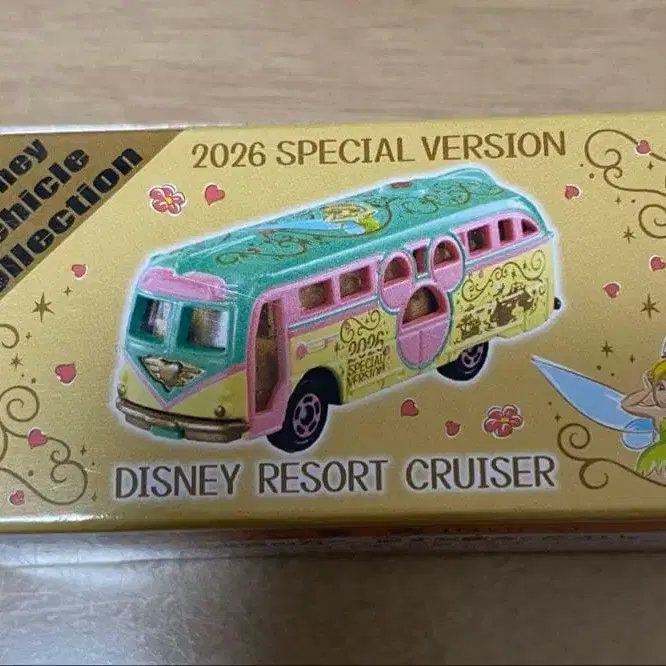 ney
hicle
llection
2026 SPECIAL VERSION
2026
SPECIAL
VERSION
DISNEY RESORT CRUISER